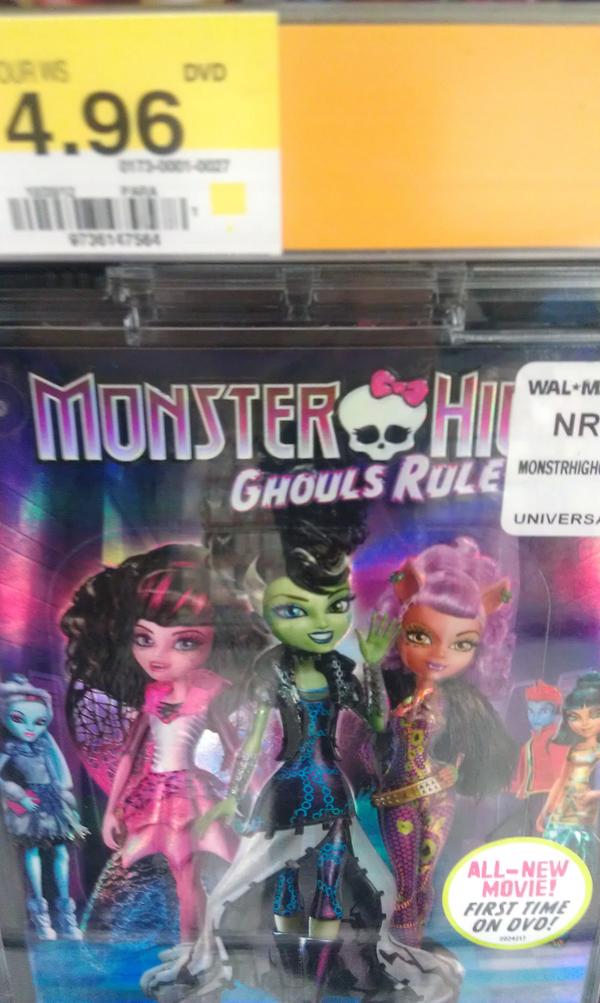 OUR WS
DVD
4.96
0173-0001-0027
PARA
9736147564
MONSTER HI
GHOULS RULE
WAL★M
NR
MONSTRHIGH
UNIVERSA
ALL-NEW
MOVIE!
FIRST TIME
ON DVD!